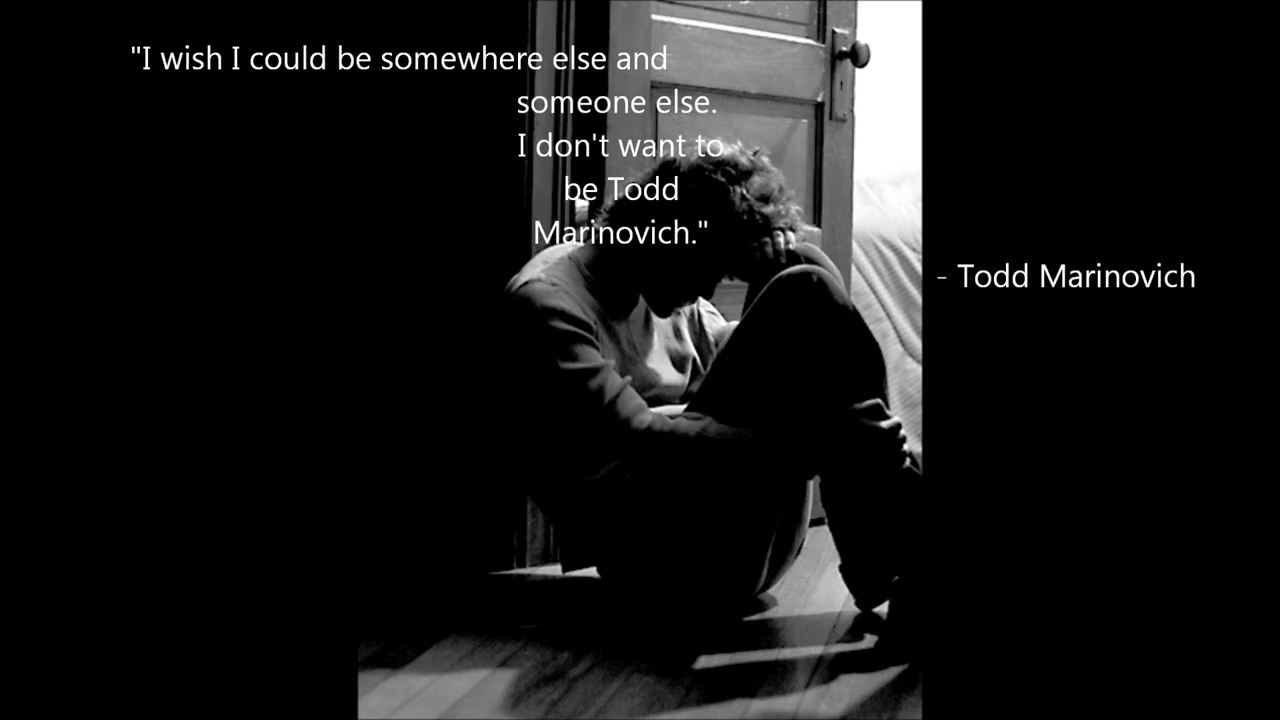 "I wish I could be somewhere else and
someone else.
I don't want to
be Todd
Marinovich."
- Todd Marinovich